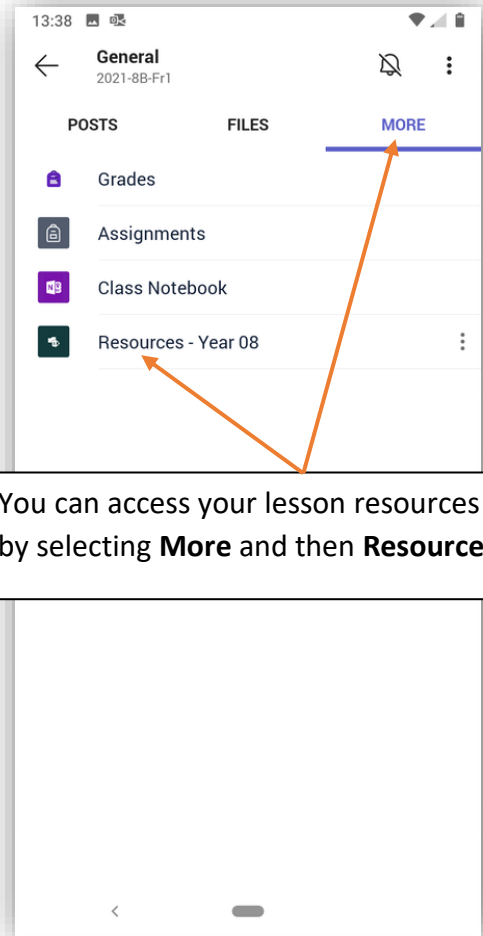 13:38
General
2021-8B-Fr1
POSTS FILES MORE
Grades
Assignments
Class Notebook
Resources - Year 08
You can access your lesson resources
by selecting More and then Resource